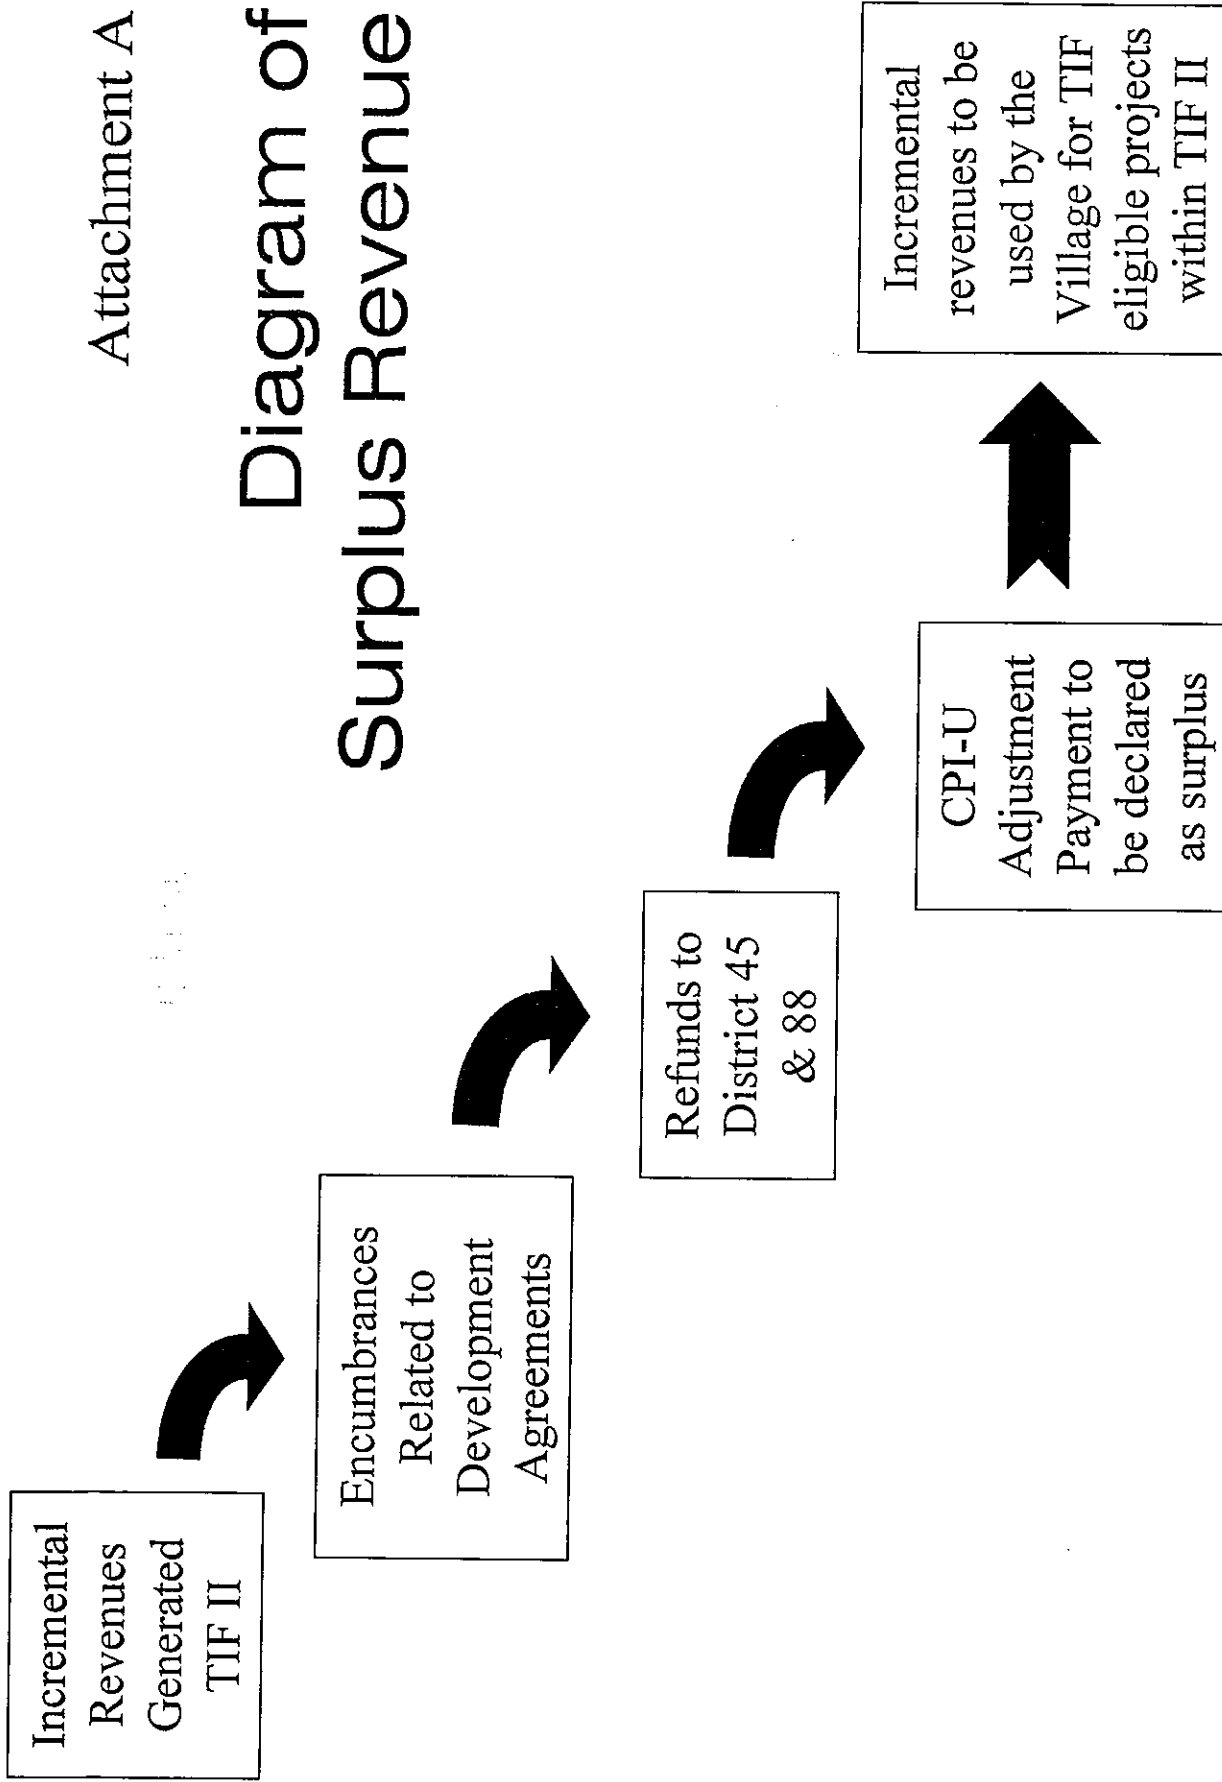 Attachment A
Diagram of
Surplus Revenue
Incremental
Revenues
Generated
TIF II
Encumbrances
Related to
Development
Agreements
Refunds to
District 45
& 88
CPI-U
Adjustment
Payment to
be declared
as surplus
Incremental
revenues to be
used by the
Village for TIF
eligible projects
within TIF II